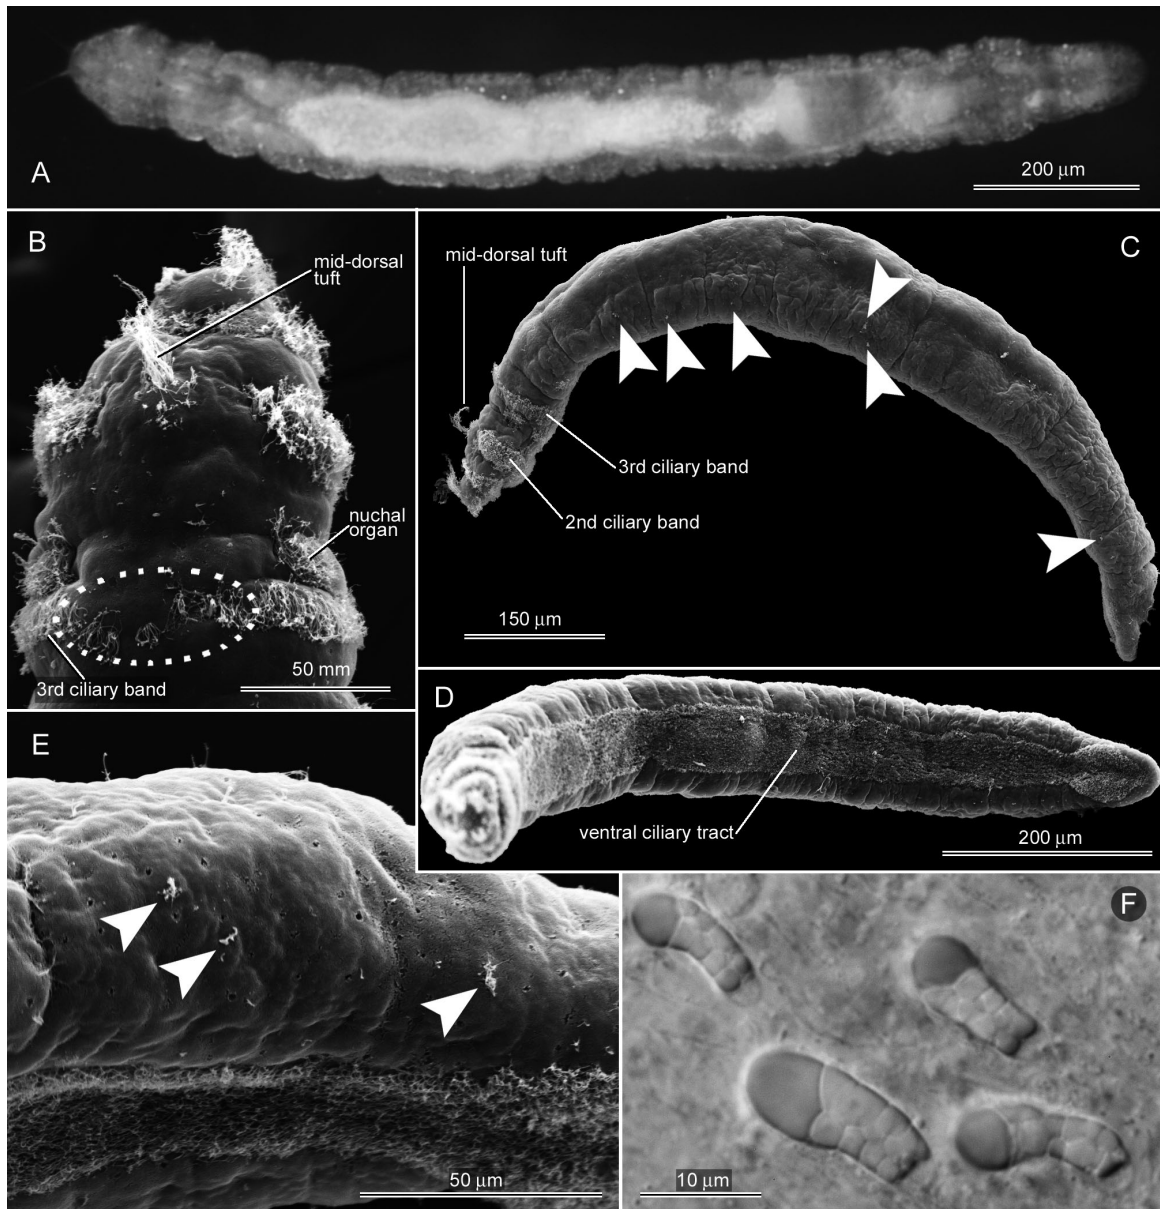 A
200 μm
B
mid-dorsal
tuft
nuchal
organ
50 mm
3rd ciliary band
C
mid-dorsal tuft
3rd ciliary band
2nd ciliary band
150 μm
D
ventral ciliary tract
200 μm
E
50 μm
F
10 μm